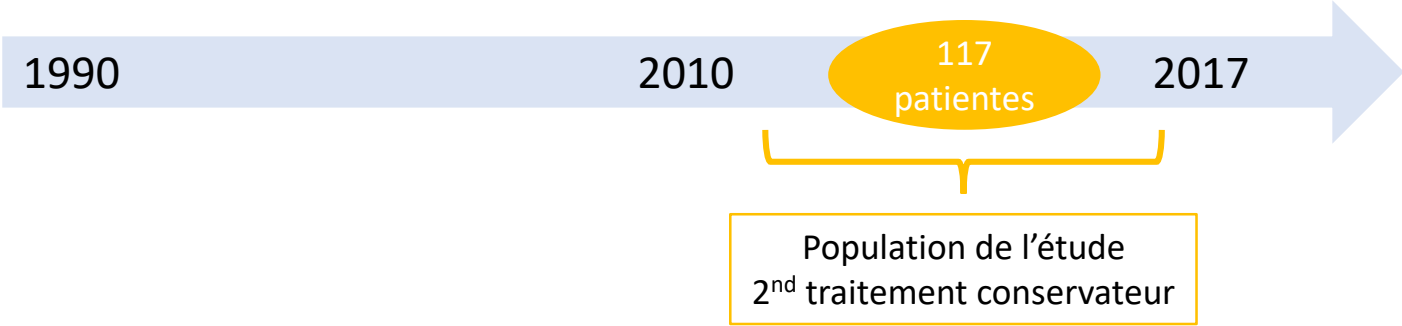 1990
2010
117
patientes
2017
Population de l’étude
2nd traitement conservateur